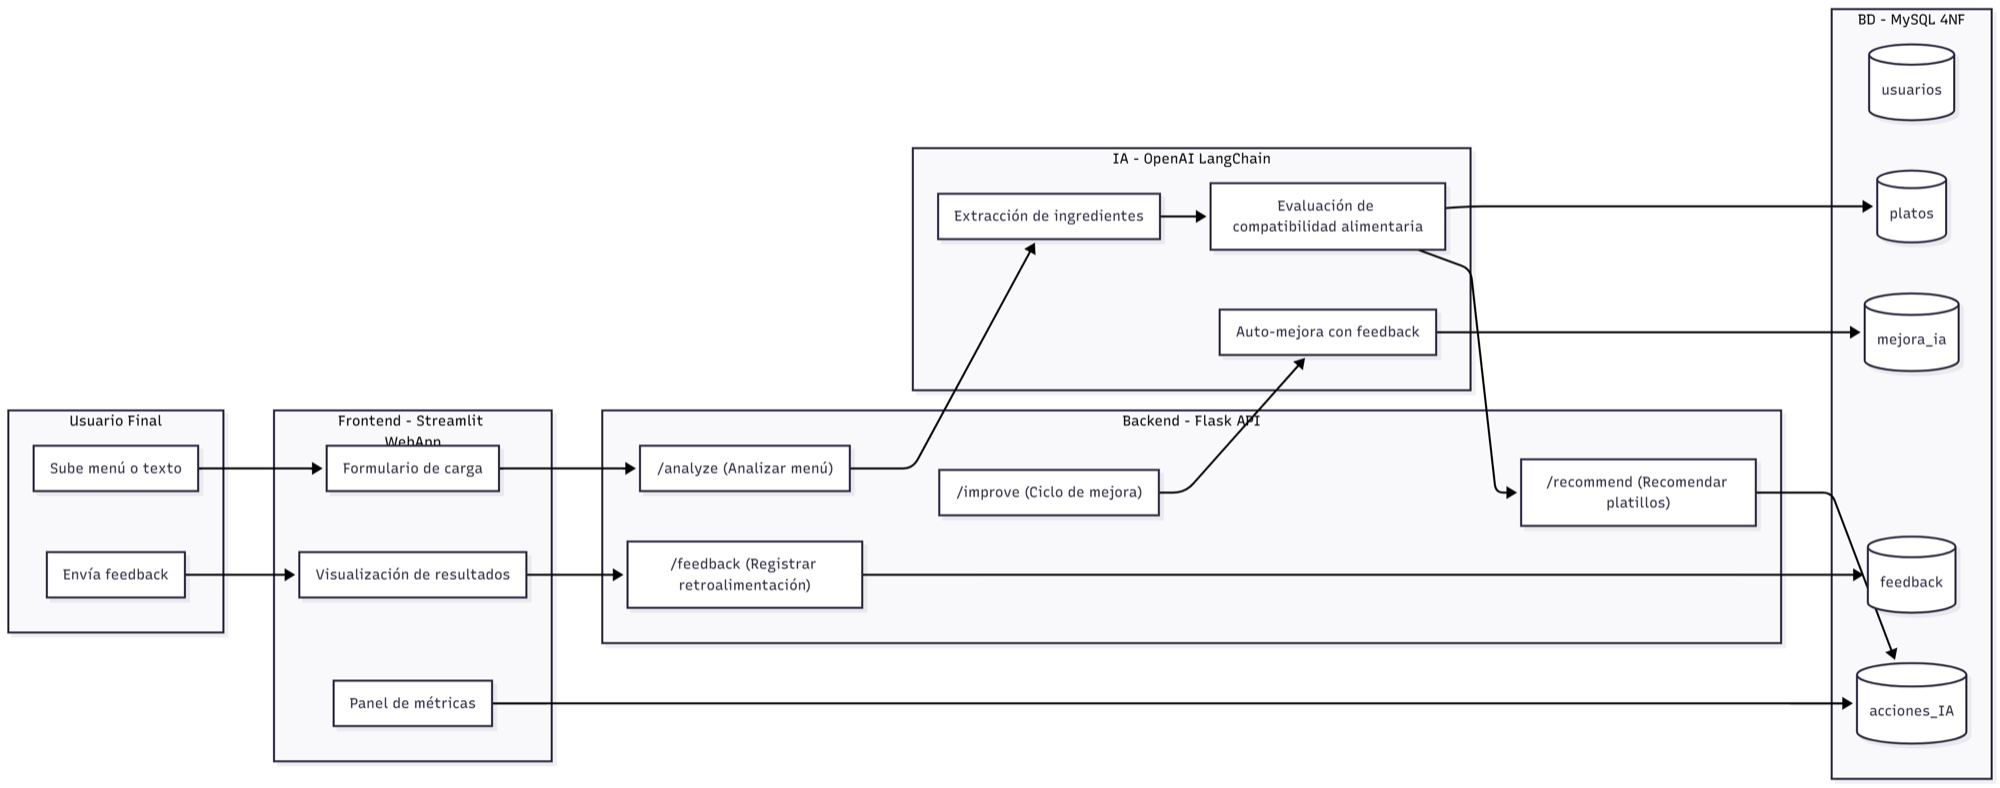 BD - MySQL 4NF
usuarios
IA - OpenAI LangChain
Extracción de ingredientes
Evaluación de
compatibilidad alimentaria
platos
Auto-mejora con feedback
mejora_ia
Usuario Final
Sube menú o texto
Envía feedback
Frontend - Streamlit
WebApp
Formulario de carga
Visualización de resultados
Panel de métricas
Backend - Flask API
/analyze (Analizar menú)
/improve (Ciclo de mejora)
/recommend (Recomendar
platillos)
/feedback (Registrar
retroalimentación)
feedback
acciones_IA